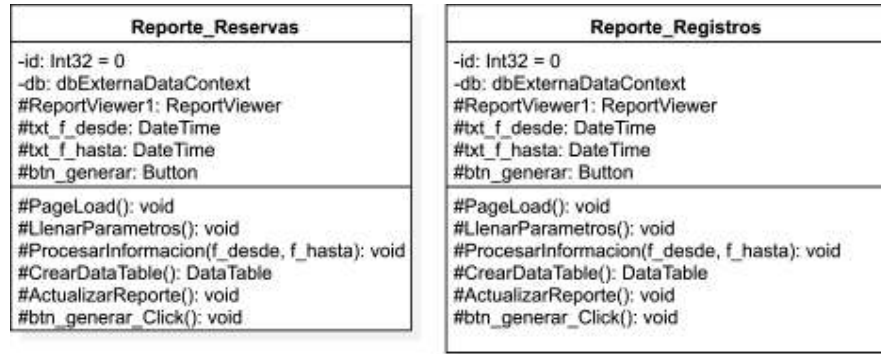 Reporte_Reservas
-id: Int32 = 0
-db: dbExternaDataContext
#ReportViewer1: ReportViewer
#txt_f_desde: DateTime
#txt_f_hasta: DateTime
#btn_generar: Button
#PageLoad(): void
#LlenarParametros(): void
#ProcesarInformacion(f_desde, f_hasta): void
#CrearDataTable(): DataTable
#ActualizarReporte(): void
#btn_generar_Click(): void
Reporte_Registros
-id: Int32 = 0
-db: dbExternaDataContext
#ReportViewer1: ReportViewer
#txt_f_desde: DateTime
#txt_f_hasta: DateTime
#btn_generar: Button
#PageLoad(): void
#LlenarParametros(): void
#ProcesarInformacion(f_desde, f_hasta): void
#CrearDataTable(): DataTable
#ActualizarReporte(): void
#btn_generar_Click(): void